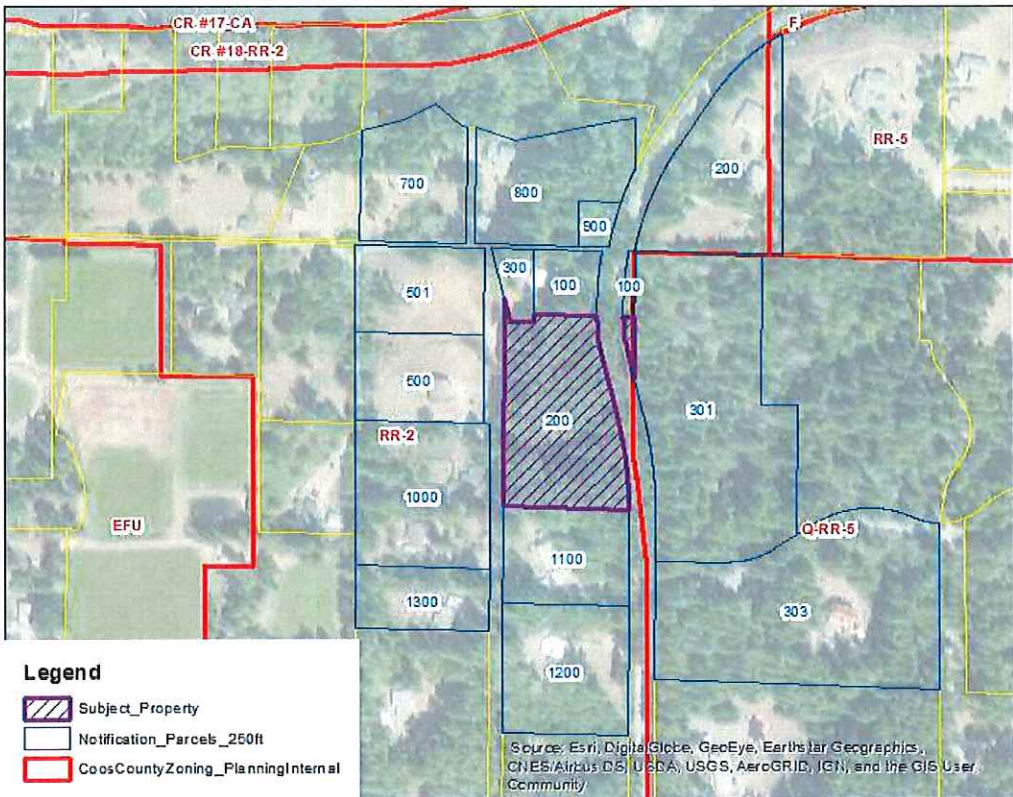 CR #17-CA
CR #18-RR-2
F
RR-5
700
800
200
900
300
100
100
501
500
200
301
RR-2
1000
EFU
Q-RR-5
1100
1300
303
1200
Legend
Subject_Property
Notification_Parcels_250ft
CoosCountyZoning_PlanningInternal
Source: Esri, DigitalGlobe, GeoEye, Earthstar Geographics,
CNES/Airbus DS, USDA, USGS, AeroGRID, IGN, and the GIS User
Community